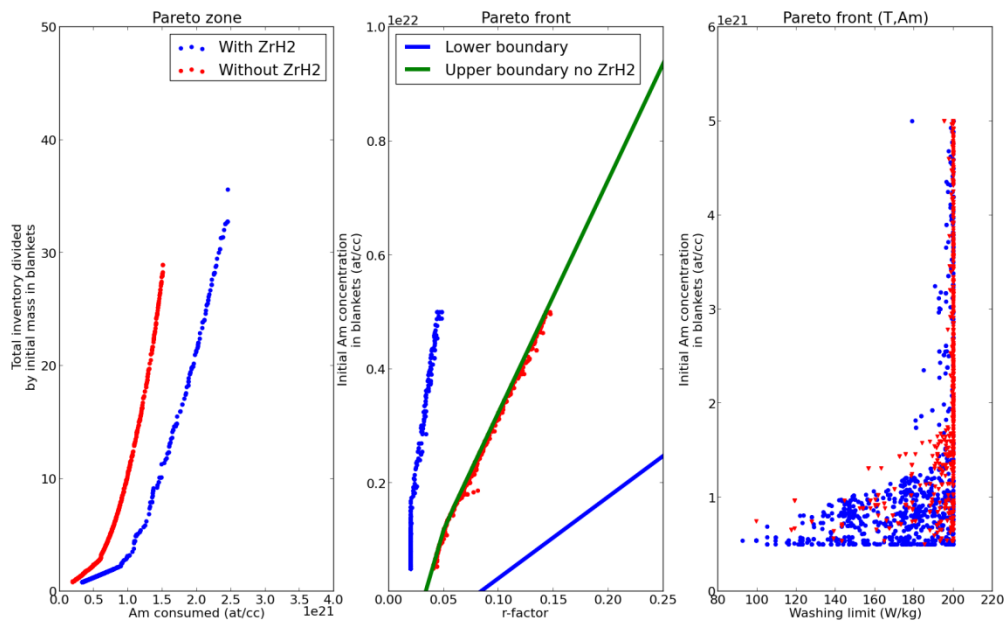 Pareto zone
50
40
30
20
10
0
Total inventory divided
by initial mass in blankets
With ZrH2
Without ZrH2
0.0
0.5
1.0
1.5
2.0
2.5
3.0
3.5
4.0
Am consumed (at/cc)
1e21
Pareto front
1e22
1.0
0.8
0.6
0.4
0.2
Initial Am concentration
in blankets (at/cc)
Lower boundary
Upper boundary no ZrH2
0.00
0.05
0.10
0.15
0.20
0.25
r-factor
Pareto front (T,Am)
1e21
6
5
4
3
2
1
0
Initial Am concentration
in blankets (at/cc)
80
100
120
140
160
180
200
220
Washing limit (W/kg)